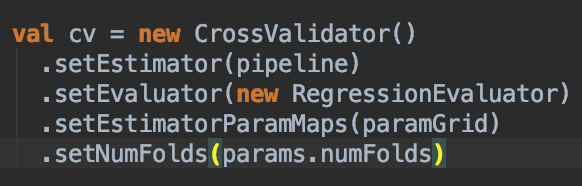 val cv = new CrossValidator()
.setEstimator(pipeline)
.setEvaluator(new RegressionEvaluator)
.setEstimatorParamMaps(paramGrid)
.setNumFolds(params.numFolds)